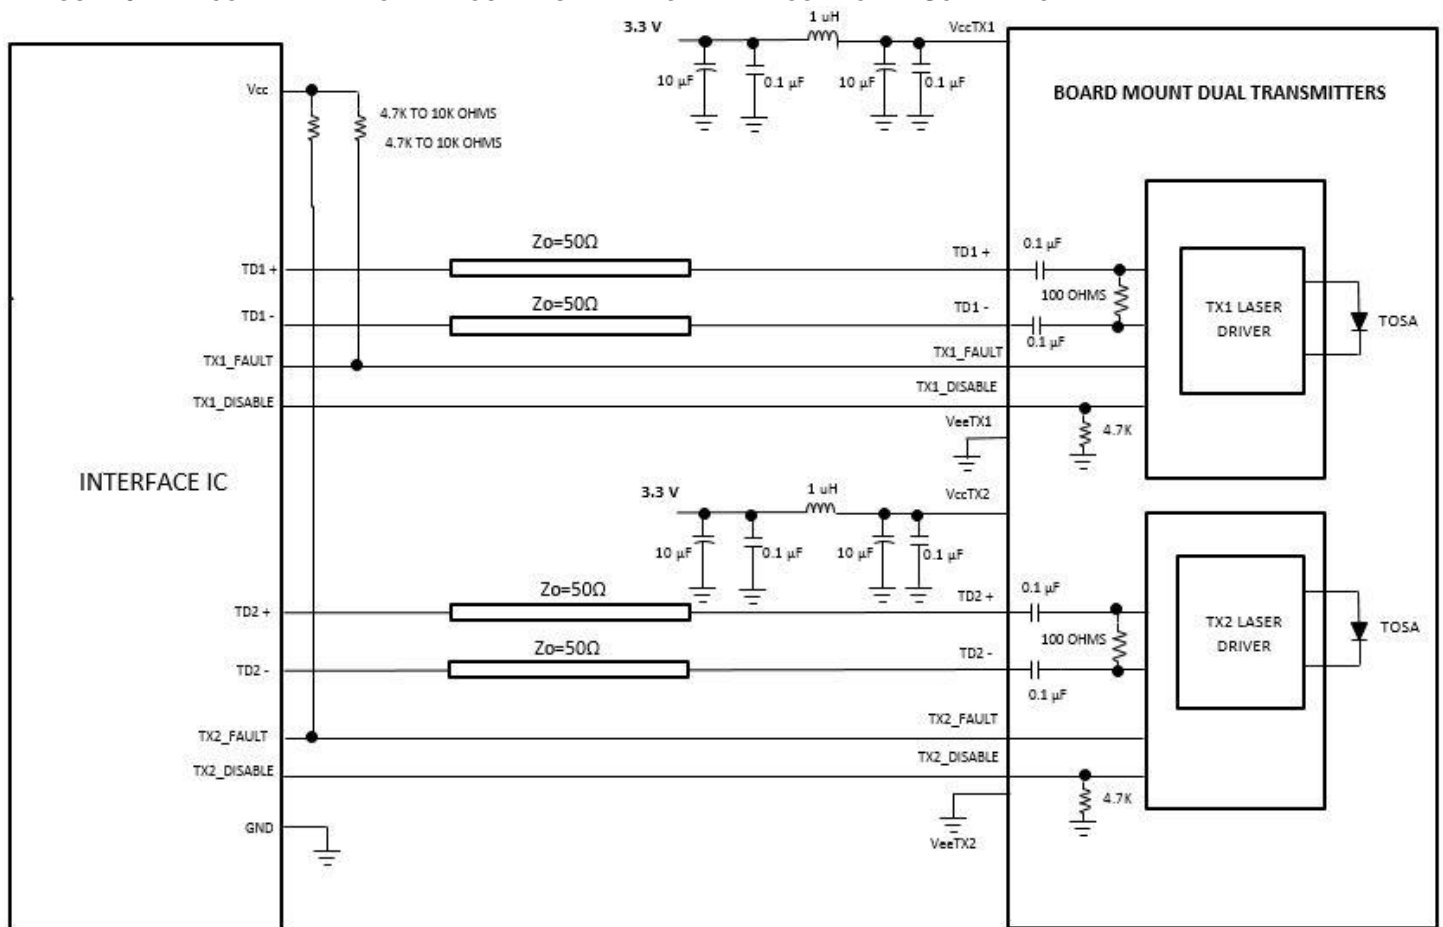 1 uH
3.3 V
VccTX1
10 µF
0.1 µF
10 µF
0.1 µF
BOARD MOUNT DUAL TRANSMITTERS
Vcc
4.7K TO 10K OHMS
4.7K TO 10K OHMS
Zo=50Ω
TD1 +
TD1 +
0.1 µF
100 OHMS
Zo=50Ω
TD1 -
TD1 -
0.1 µF
TX1 LASER
DRIVER
TOSA
TX1_FAULT
TX1_FAULT
TX1_DISABLE
TX1_DISABLE
VeeTX1
4.7K
INTERFACE IC
3.3 V
1 uH
VccTX2
10 µF
0.1 µF
10 µF
0.1 µF
Zo=50Ω
TD2 +
TD2 +
0.1 µF
100 OHMS
Zo=50Ω
TD2 -
TD2 -
0.1 µF
TX2 LASER
DRIVER
TOSA
TX2_FAULT
TX2_FAULT
TX2_DISABLE
TX2_DISABLE
4.7K
GND
VeeTX2